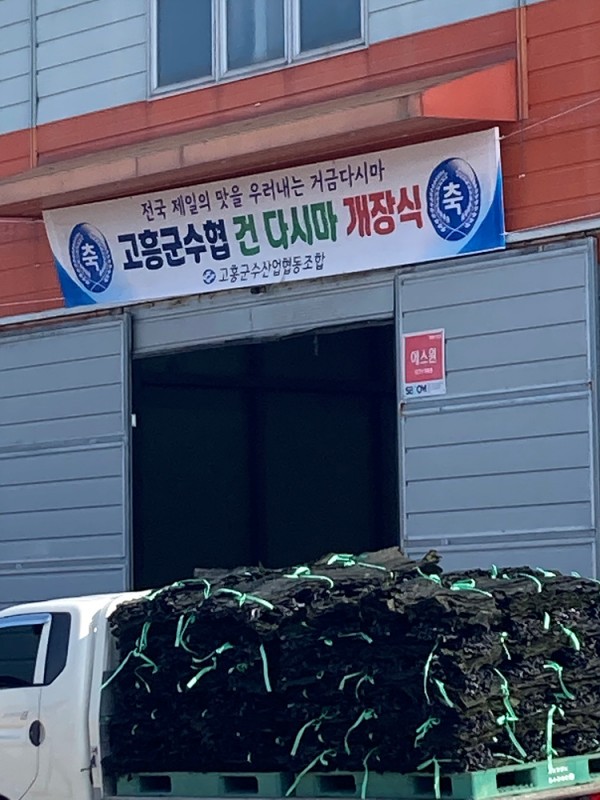 전국 제일의 맛을 우러내는 거금다시마
축 고흥군수협 건 다시마 개장식 축
고흥군수산업협동조합
에스원
SECOM